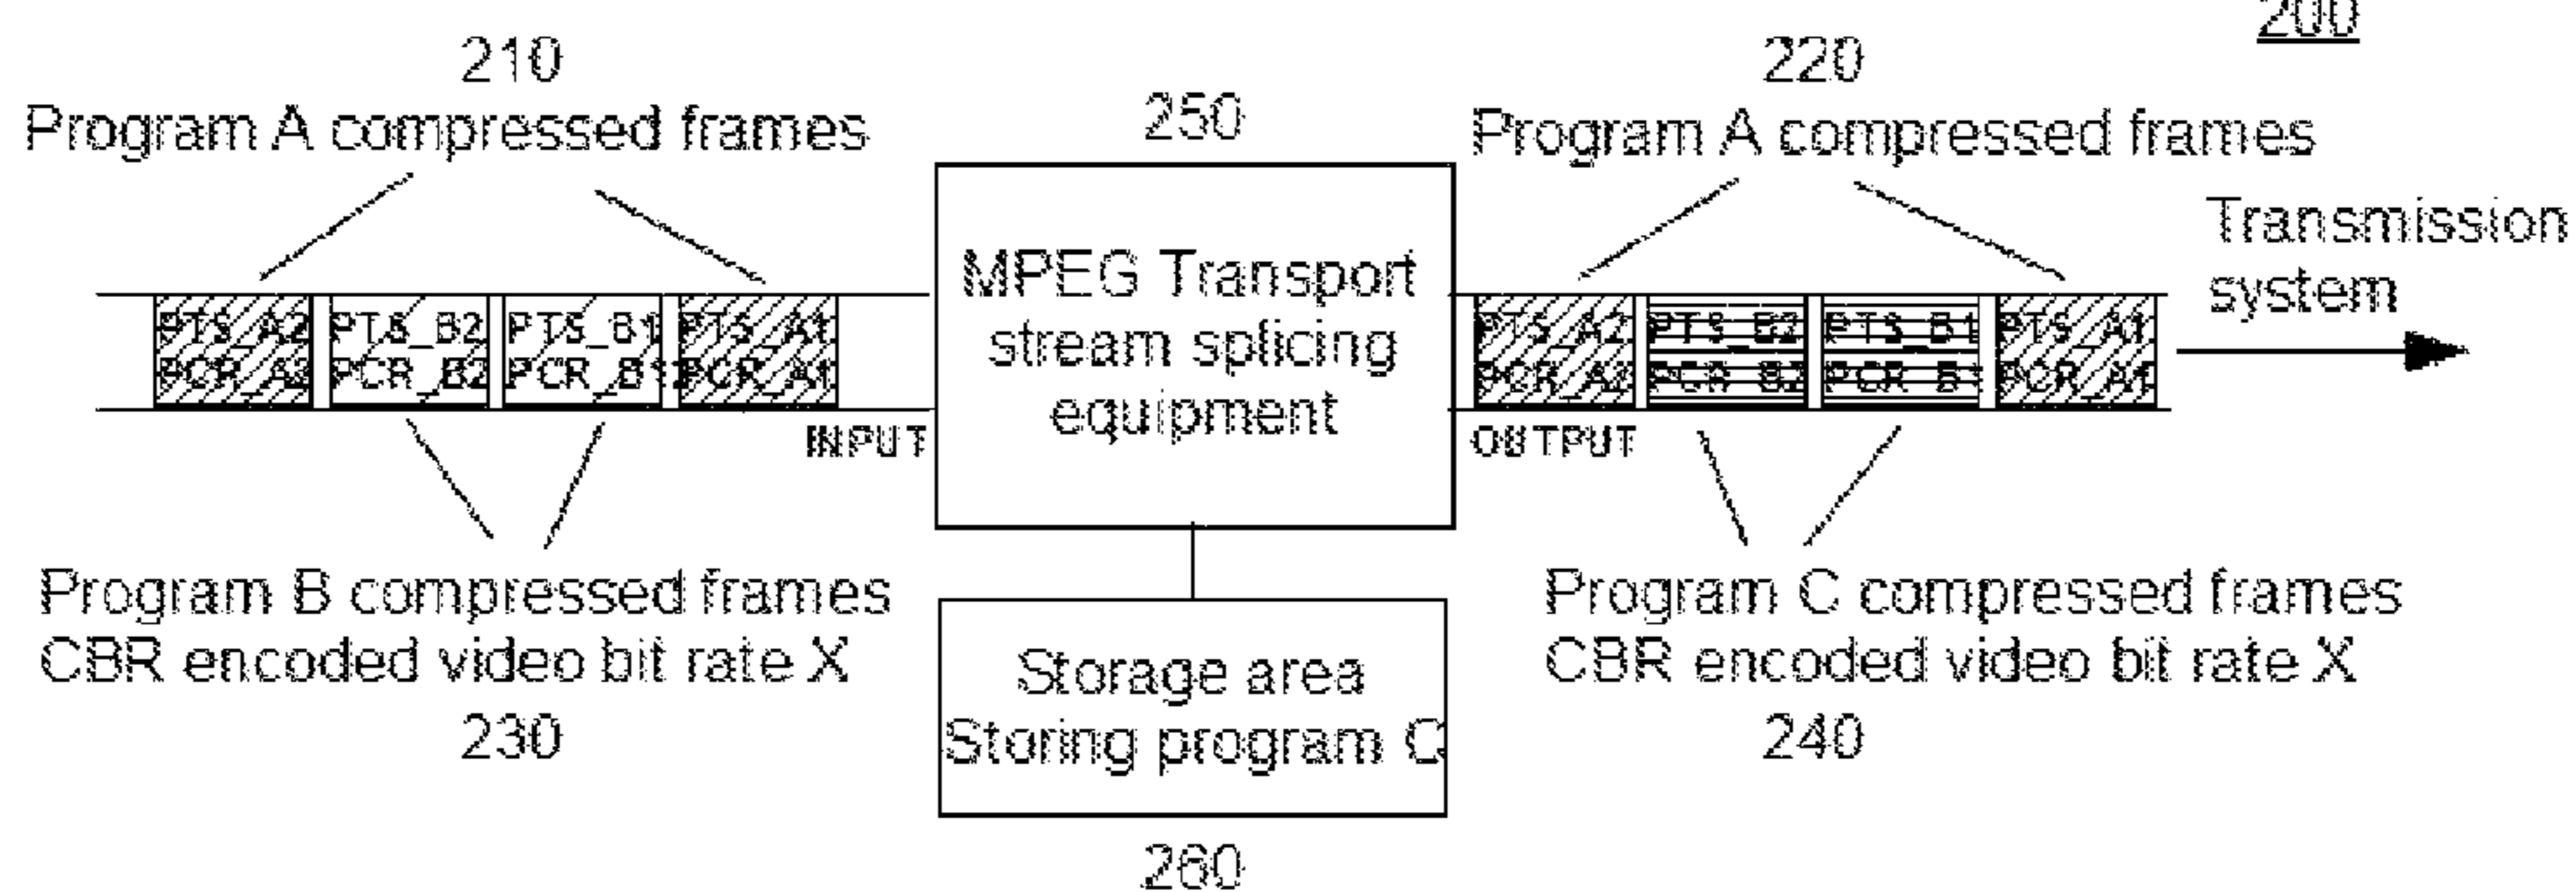 200
210
Program A compressed frames
250
220
Program A compressed frames
Transmission
system
MPEG Transport
stream splicing
equipment
PTS_A2 PTS_B2 PTS_B1 PTS_A1
PCR_A2 PCR_B2 PCR_B1 PCR_A1
PTS_A2 PTS_B2 PTS_B1 PTS_A1
PCR_A2 PCR_B2 PCR_B1 PCR_A1
INPUT
OUTPUT
Program B compressed frames
CBR encoded video bit rate X
230
Storage area
Storing program C
260
Program C compressed frames
CBR encoded video bit rate X
240